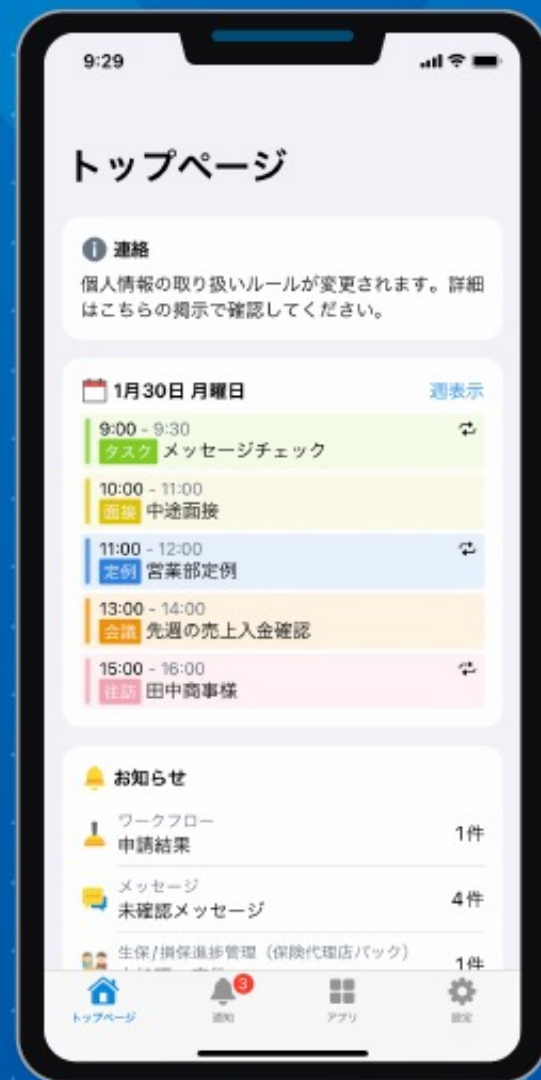 9:29
トップページ
連絡
個人情報の取り扱いルールが変更されます。詳細
はこちらの掲示で確認してください。
1月30日 月曜日
週表示
9:00 - 9:30
タスク メッセージチェック
10:00 - 11:00
面接 中途面接
11:00 - 12:00
定例 営業部定例
13:00 - 14:00
会議 先週の売上入金確認
15:00 - 16:00
往訪 田中商事様
お知らせ
ワークフロー
申請結果
1件
メッセージ
未確認メッセージ
4件
生保/損保進捗管理（保険代理店パック）
1件
3
トップページ
通知
アプリ
設定